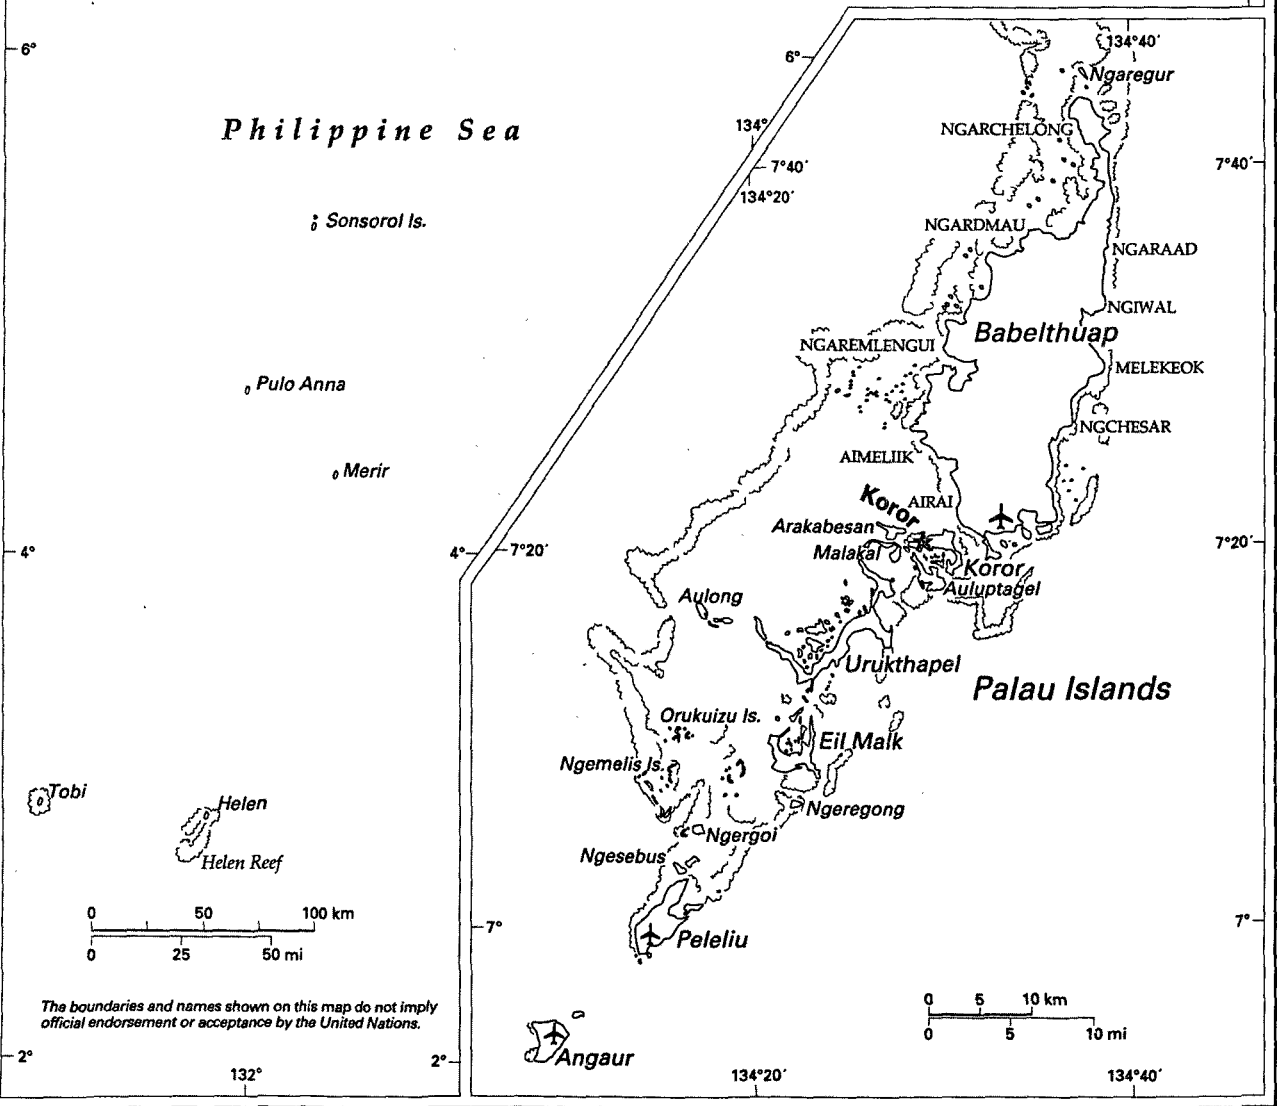 134°40′
6°
6°
Ngaregur
Philippine Sea
134°
NGARCHELONG
7°40′
7°40′
134°20′
Sonsorol Is.
NGARDMAU
NGARAAD
NGIWAL
Babelthuap
NGAREMLENGUI
MELEKEOK
Pulo Anna
NGCHESAR
AIMELIIK
Merir
Koror
AIRAI
Arakabesan
4°
4°
7°20′
Malakal
7°20′
Koror
Auluptagel
Aulong
Urukthapel
Palau Islands
Orukuizu Is.
Eil Malk
Ngemelis Is.
Tobi
Helen
Ngeregong
Ngergoi
Helen Reef
Ngesebus
0 50 100 km
0 25 50 mi
7°
7°
Peleliu
The boundaries and names shown on this map do not imply
official endorsement or acceptance by the United Nations.
0 5 10 km
0 5 10 mi
2°
2°
Angaur
132°
134°20′
134°40′